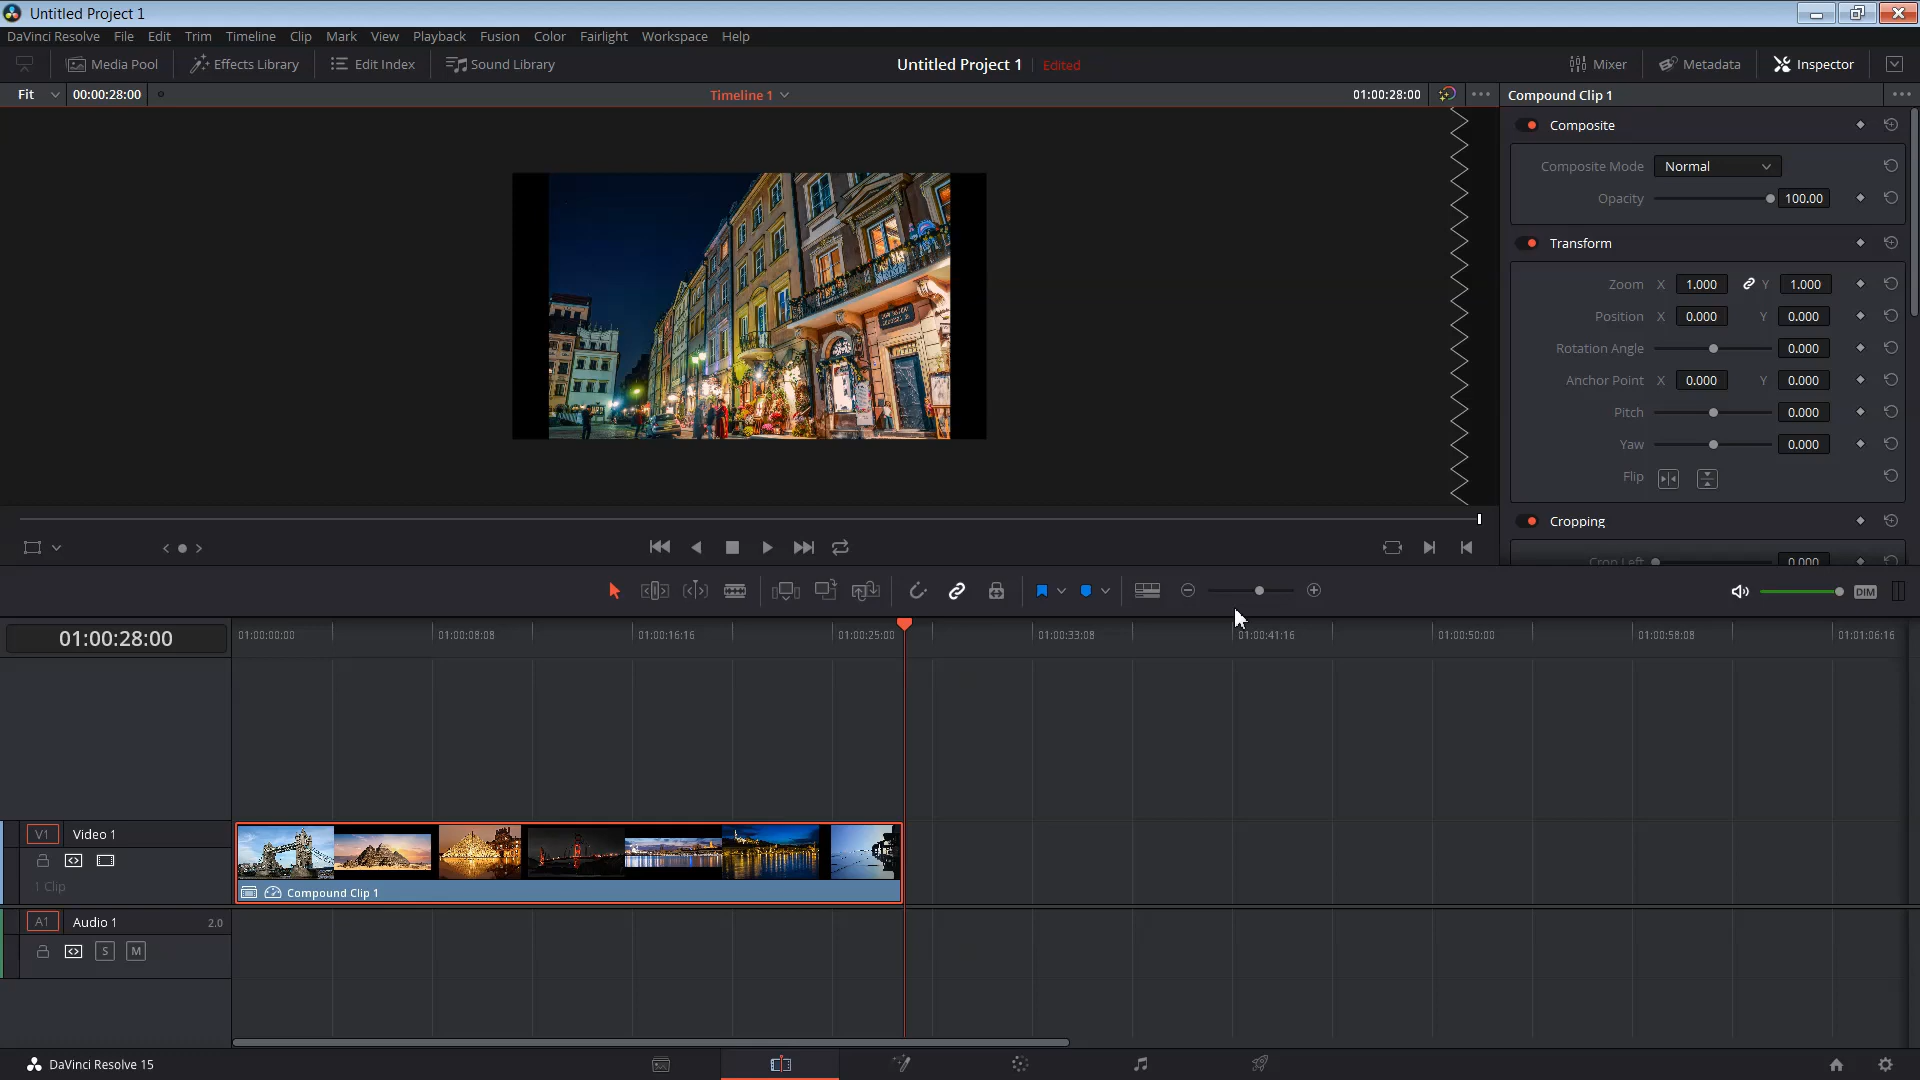 Untitled Project 1
DaVinci Resolve File Edit Trim Timeline Clip Mark View Playback Fusion Color Fairlight Workspace Help
Media Pool Effects Library Edit Index Sound Library Untitled Project 1 Edited Mixer Metadata Inspector
Fit 00:00:28:00 Timeline 1 01:00:28:00 Compound Clip 1
Composite
Composite Mode Normal
Opacity 100.00
Transform
Zoom X 1.000 Y 1.000
Position X 0.000 Y 0.000
Rotation Angle 0.000
Anchor Point X 0.000 Y 0.000
Pitch 0.000
Yaw 0.000
Flip
Cropping
Crop Left 0.000
DIM
01:00:28:00 01:00:00:00 01:00:08:08 01:00:16:16 01:00:25:00 01:00:33:08 01:00:41:16 01:00:50:00 01:00:58:08 01:01:06:16
V1 Video 1
1 Clip
Compound Clip 1
A1 Audio 1 2.0
S M
DaVinci Resolve 15